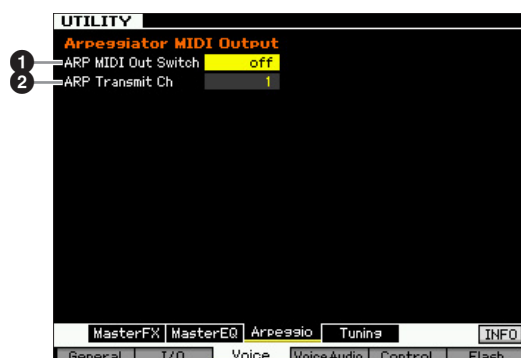 UTILITY
Arpeggiator MIDI Output
1 ARP MIDI Out Switch off
2 ARP Transmit Ch 1
MasterFX MasterEQ Arpeggio Tuning INFO
General I/O Voice VoiceAudio Control Flash